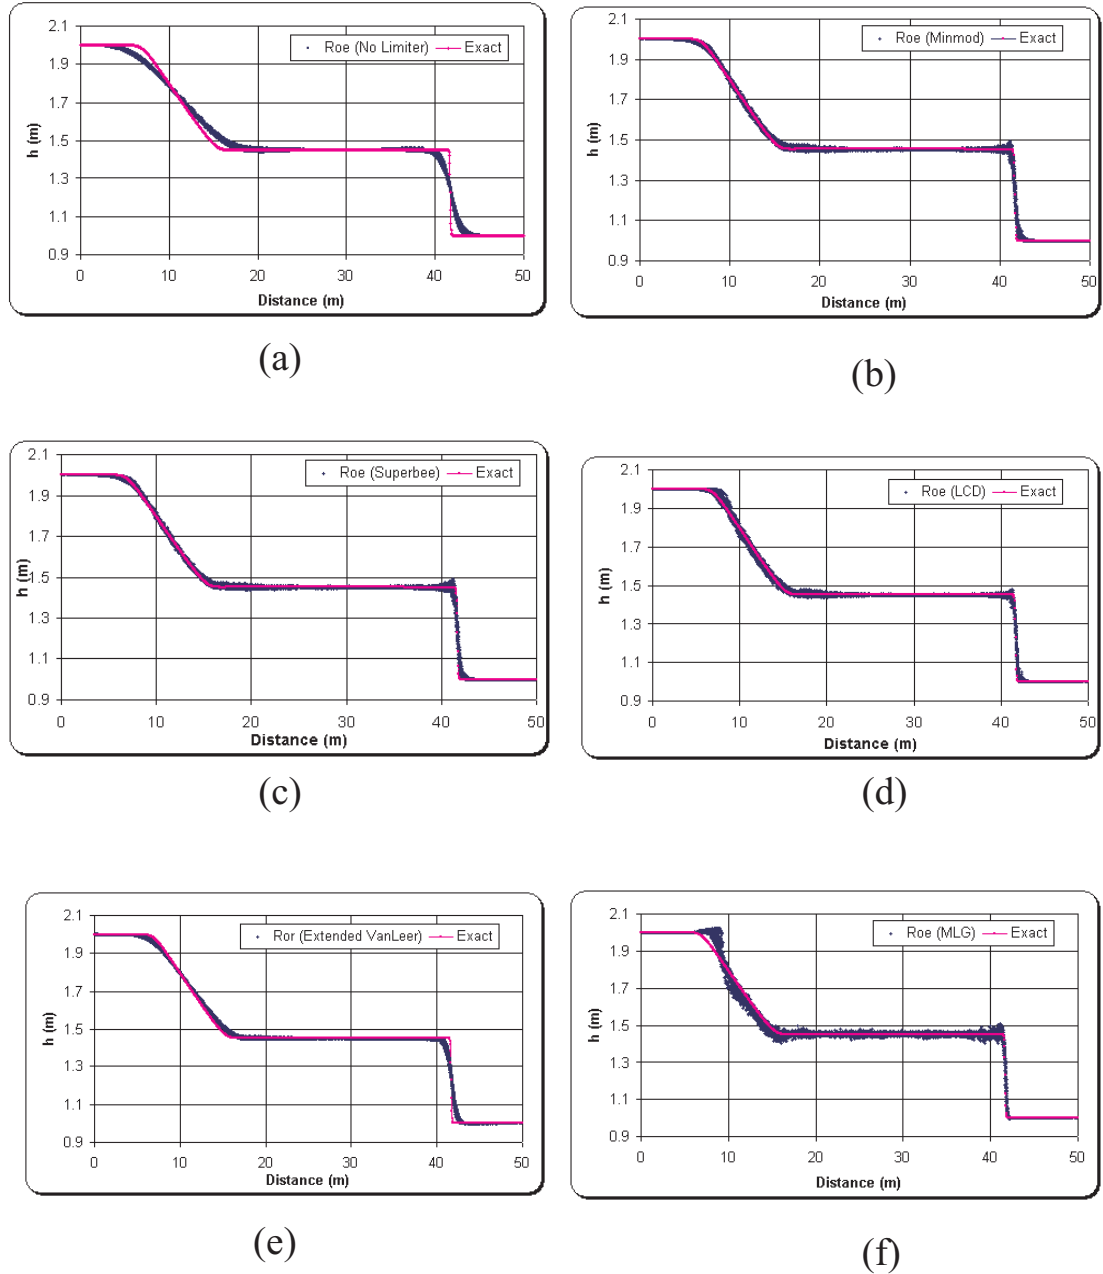 2.1
Roe (No Limiter) Exact
1.9
1.7
h (m)
1.5
1.3
1.1
0.9
0 10 20 30 40 50
Distance (m)
(a)
2.1
Roe (Minmod) Exact
1.9
1.7
h (m)
1.5
1.3
1.1
0.9
0 10 20 30 40 50
Distance (m)
(b)
2.1
Roe (Superbee) Exact
1.9
1.7
h (m)
1.5
1.3
1.1
0.9
0 10 20 30 40 50
Distance (m)
(c)
2.1
Roe (LCD) Exact
1.9
1.7
h (m)
1.5
1.3
1.1
0.9
0 10 20 30 40 50
Distance (m)
(d)
2.1
Ror (Extended VanLeer) Exact
1.9
1.7
h (m)
1.5
1.3
1.1
0.9
0 10 20 30 40 50
Distance (m)
(e)
2.1
Roe (MLG) Exact
1.9
1.7
h (m)
1.5
1.3
1.1
0.9
0 10 20 30 40 50
Distance (m)
(f)